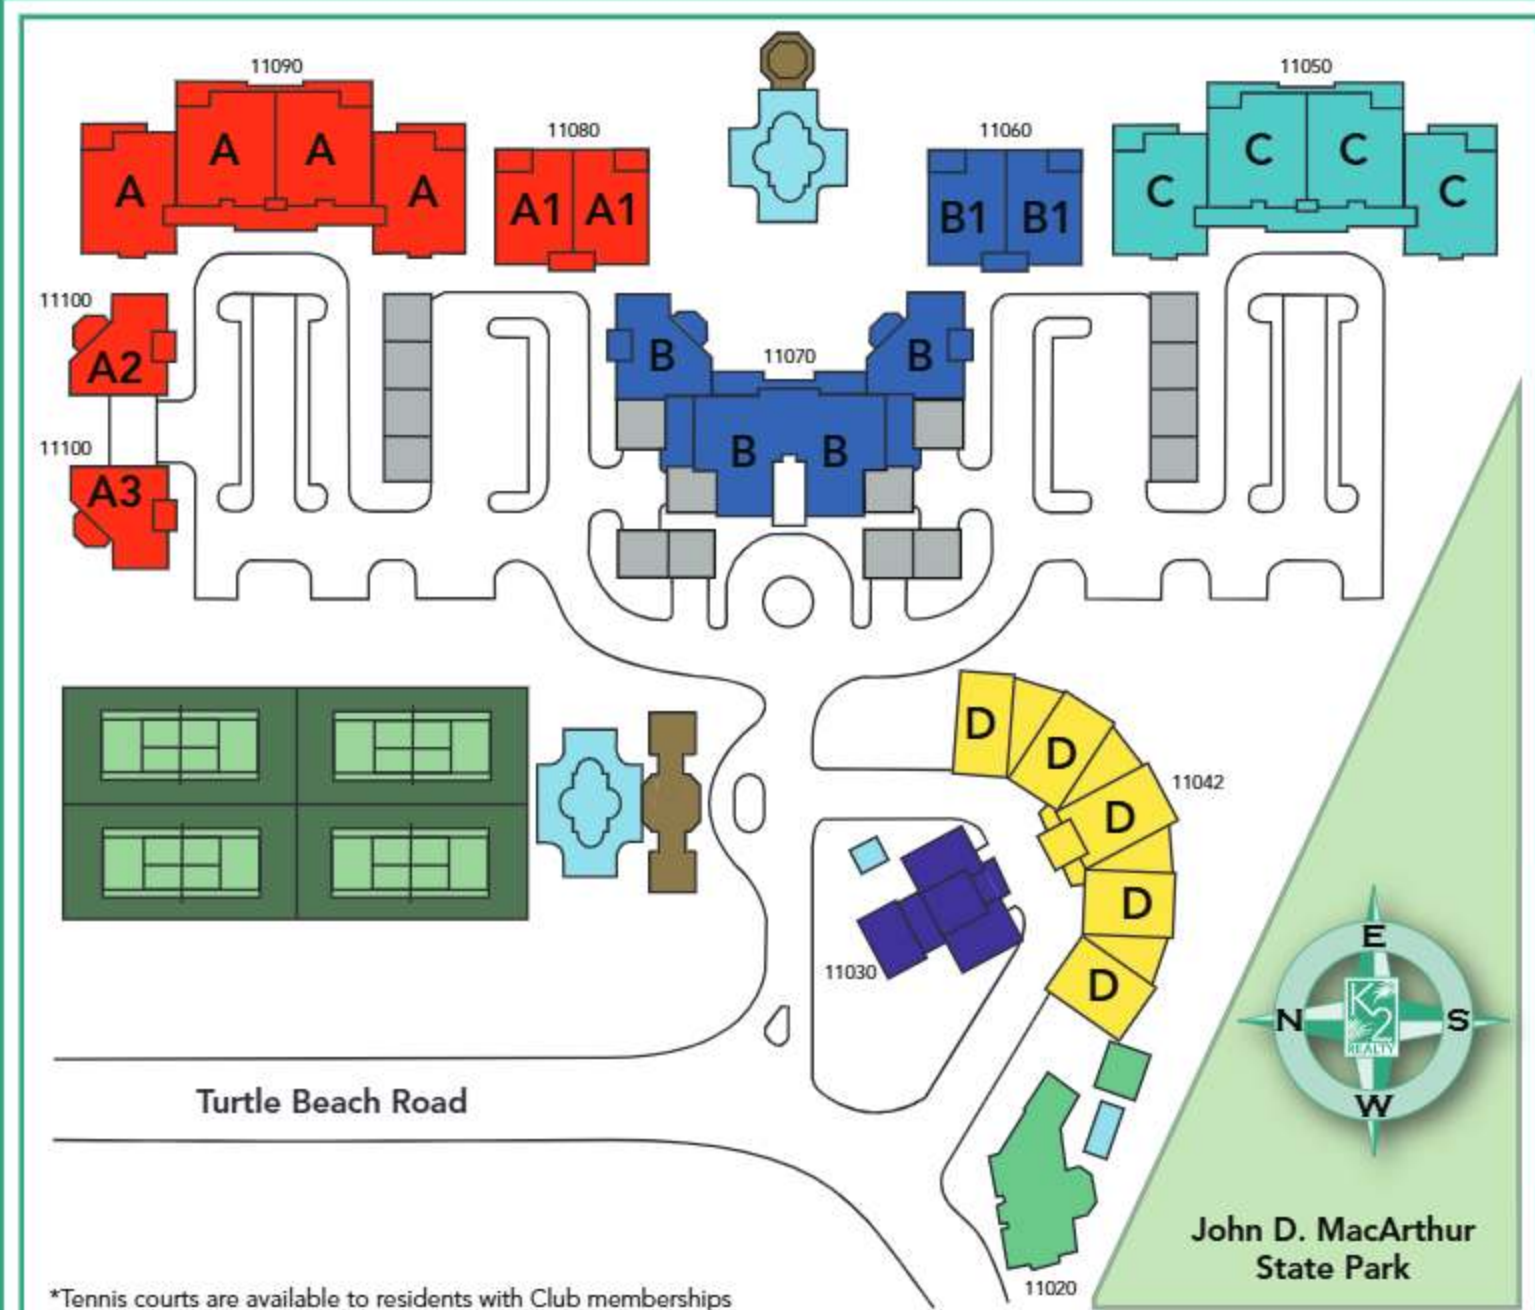 11090
11050
11080
11060
A
A
A
A
A1
A1
B1
B1
C
C
C
C
11100
A2
11070
B
B
B
B
11100
A3
D
D
11042
D
D
D
11030
E
N
K2
S
REALTY
W
Turtle Beach Road
John D. MacArthur
State Park
11020
*Tennis courts are available to residents with Club memberships